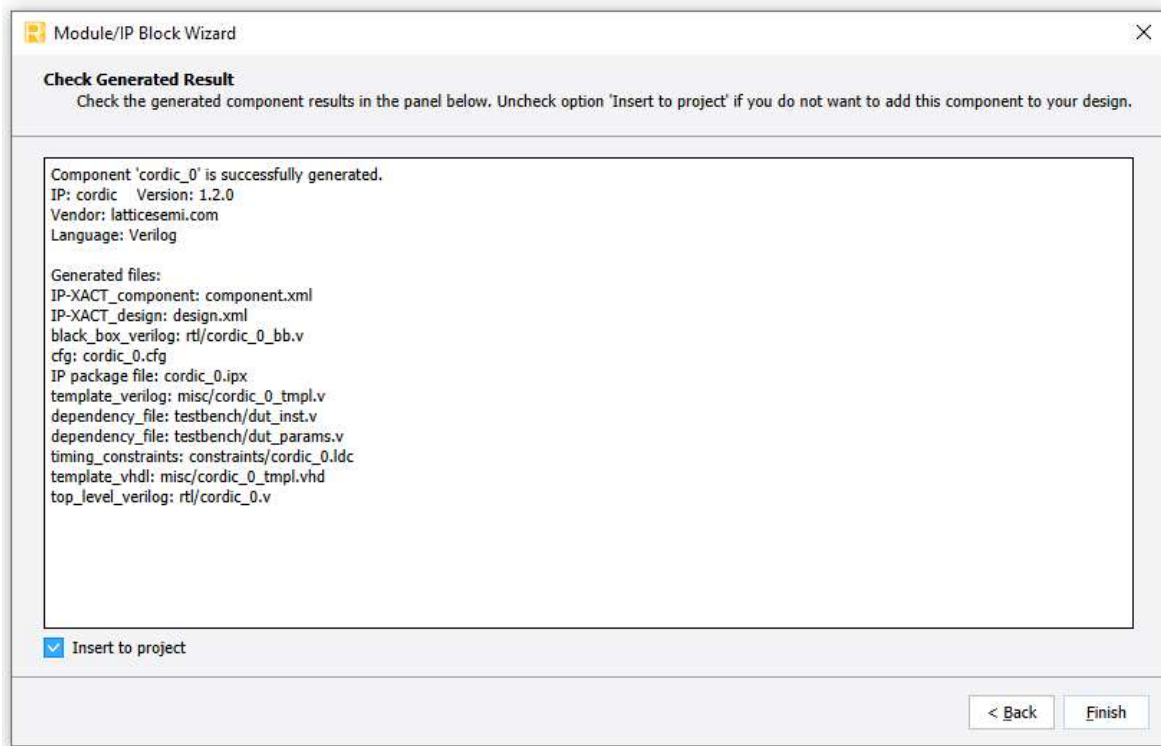 Module/IP Block Wizard
Check Generated Result
Check the generated component results in the panel below. Uncheck option 'Insert to project' if you do not want to add this component to your design.
Component 'cordic_0' is successfully generated.
IP: cordic    Version: 1.2.0
Vendor: latticesemi.com
Language: Verilog
Generated files:
IP-XACT_component: component.xml
IP-XACT_design: design.xml
black_box_verilog: rtl/cordic_0_bb.v
cfg: cordic_0.cfg
IP package file: cordic_0.ipx
template_verilog: misc/cordic_0_tmpl.v
dependency_file: testbench/dut_inst.v
dependency_file: testbench/dut_params.v
timing_constraints: constraints/cordic_0.ldc
template_vhdl: misc/cordic_0_tmpl.vhd
top_level_verilog: rtl/cordic_0.v
Insert to project
< Back
Finish